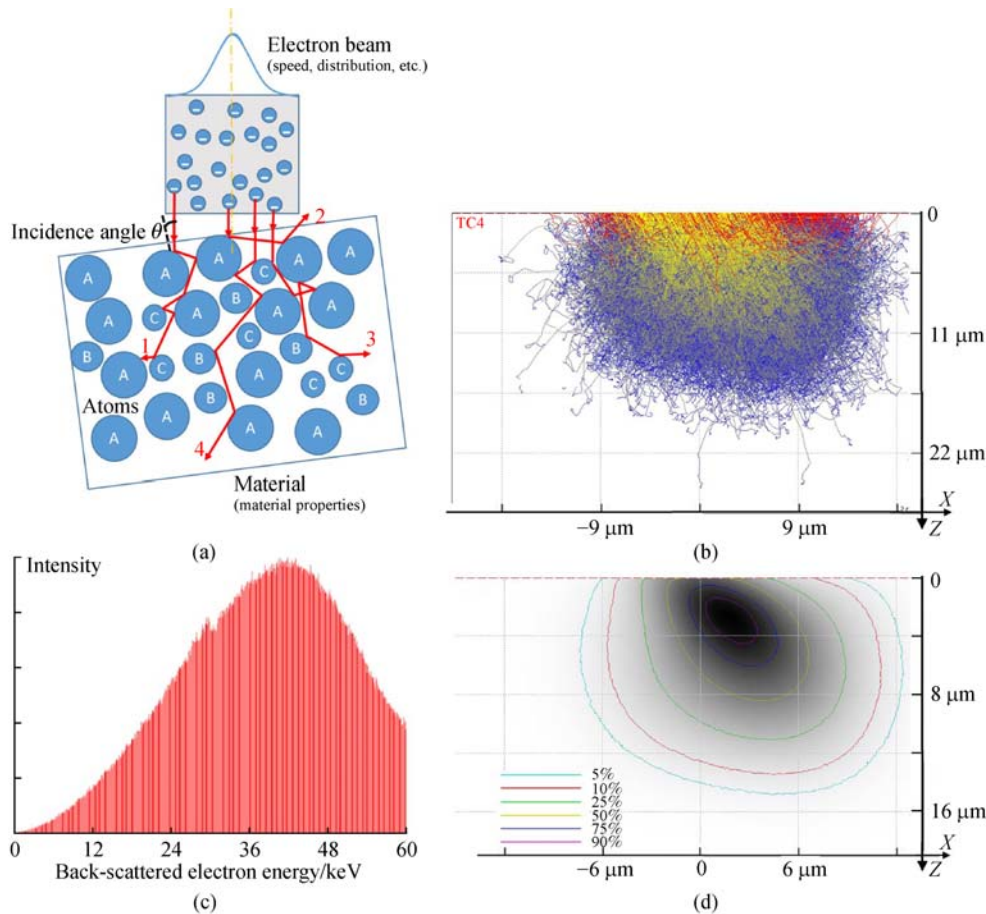 Electron beam
(speed, distribution, etc.)
Incidence angle θ
2
A
A
A
A
A
C
B
A
A
C
A
A
B
C
1
3
B
A
C
B
A
C
C
B
B
Atoms
A
A
A
A
4
Material
(material properties)
(a)
TC4
0
11 μm
22 μm
X
Z
−9 μm
9 μm
(b)
Intensity
0
12
24
36
48
60
Back-scattered electron energy/keV
(c)
0
8 μm
16 μm
5%
10%
25%
50%
75%
90%
X
Z
−6 μm
0
6 μm
(d)